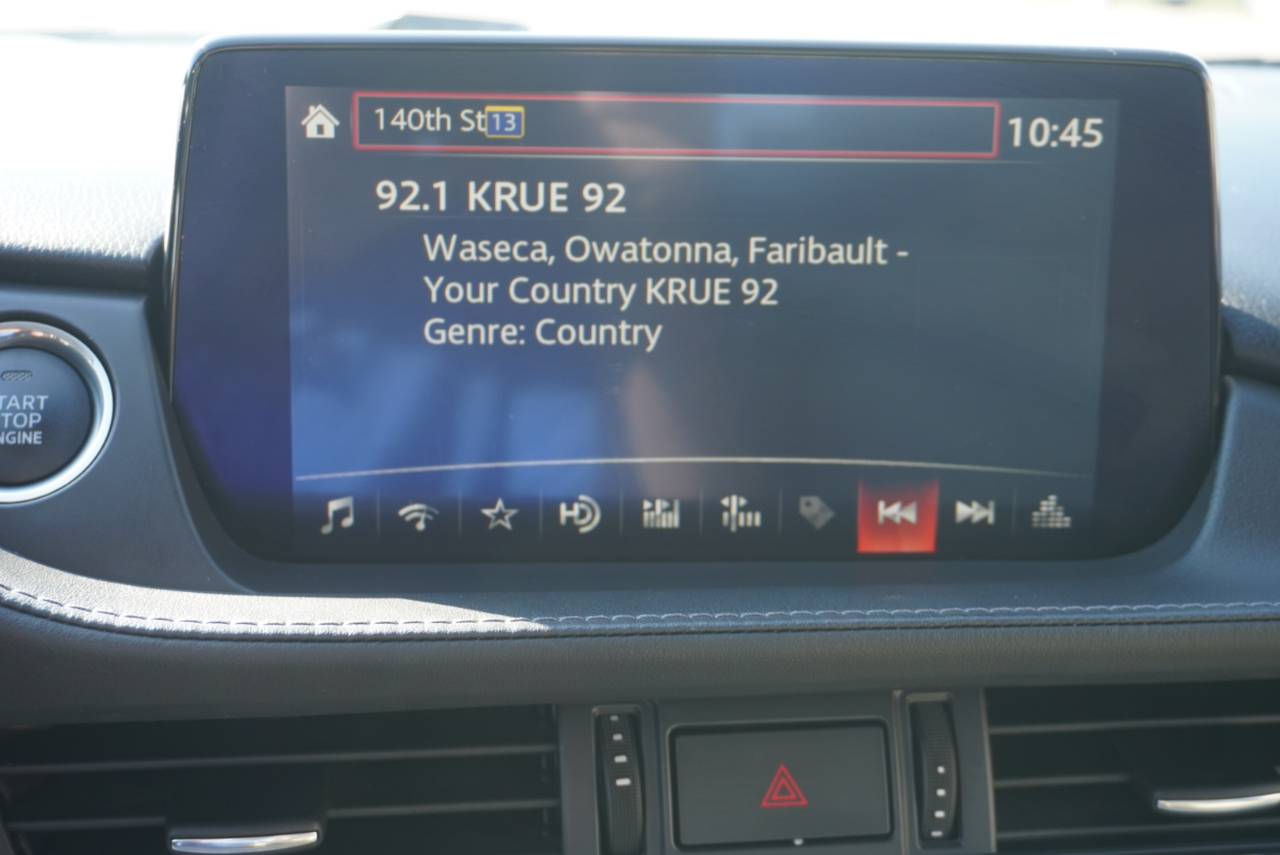 140th St 13
10:45
92.1 KRUE 92
Waseca, Owatonna, Faribault -
Your Country KRUE 92
Genre: Country
HD
TART
TOP
NGINE